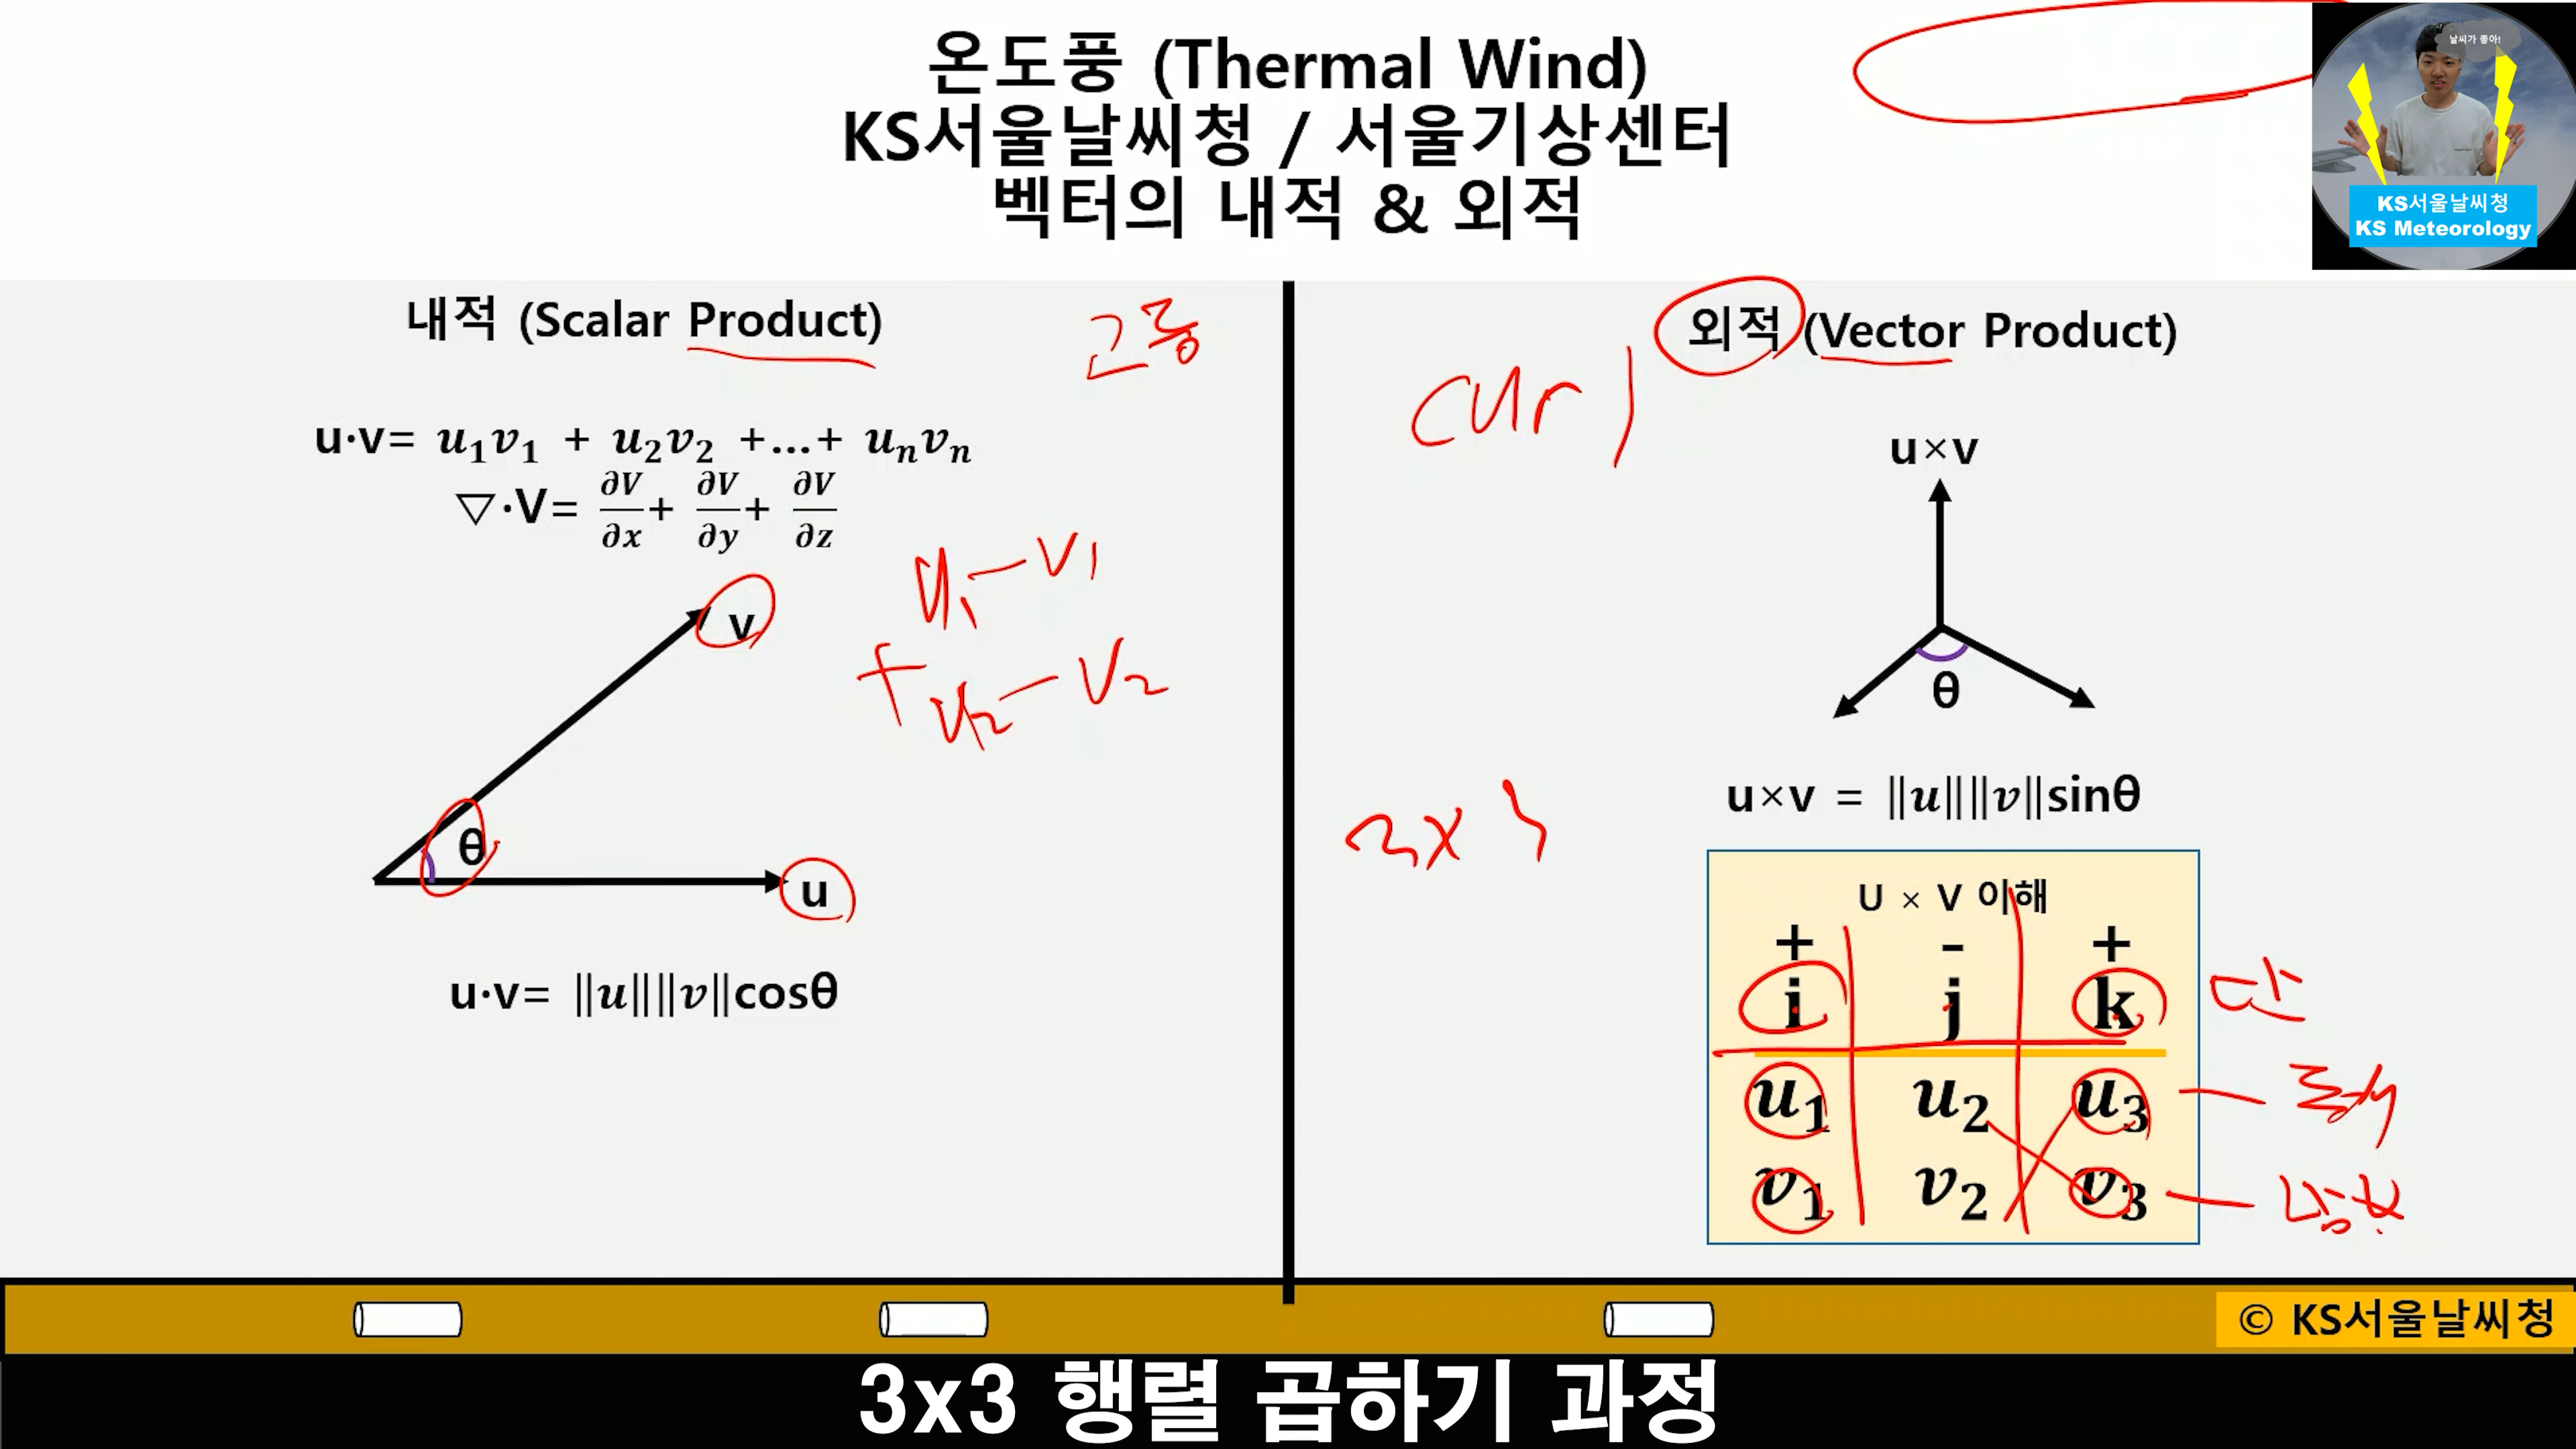 온도풍 (Thermal Wind)
KS서울날씨청 / 서울기상센터
벡터의 내적 & 외적
날씨가 좋아!
KS서울날씨청
KS Meteorology
내적 (Scalar Product)
고등
u·v= u₁v₁ + u₂v₂ +...+ uₙvₙ
▽·V= ∂V/∂x + ∂V/∂y + ∂V/∂z
u₁ — v₁
+ u₂ — v₂
v
θ
u
u·v= ||u||||v||cosθ
외적 (Vector Product)
curl
u×v
θ
u×v = ||u||||v||sinθ
U × V 이해
+ - +
i j k
u₁ u₂ u₃
v₁ v₂ v₃
© KS서울날씨청
3x3 행렬 곱하기 과정